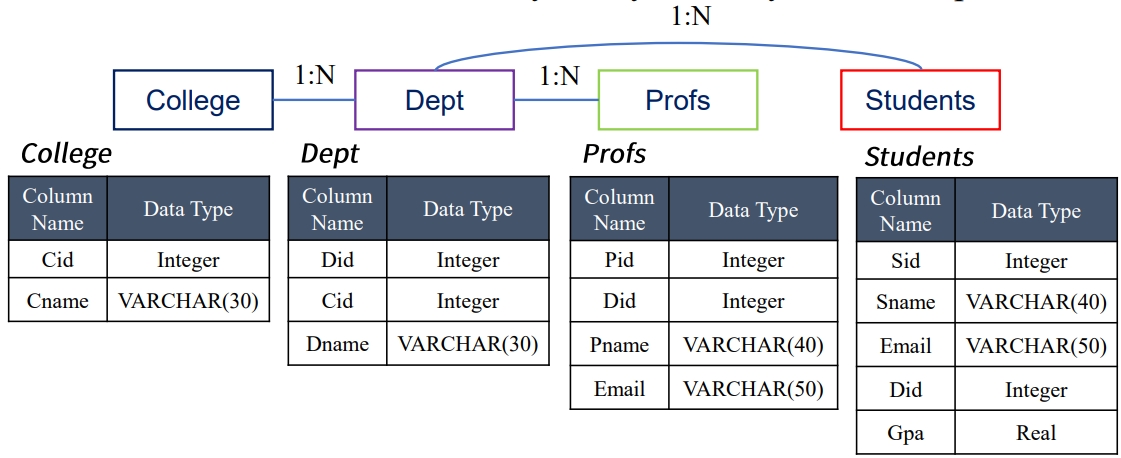 1:N
1:N
1:N
College
Dept
Profs
Students
College
Column Name
Data Type
Cid
Integer
Cname
VARCHAR(30)
Dept
Column Name
Data Type
Did
Integer
Cid
Integer
Dname
VARCHAR(30)
Profs
Column Name
Data Type
Pid
Integer
Did
Integer
Pname
VARCHAR(40)
Email
VARCHAR(50)
Students
Column Name
Data Type
Sid
Integer
Sname
VARCHAR(40)
Email
VARCHAR(50)
Did
Integer
Gpa
Real